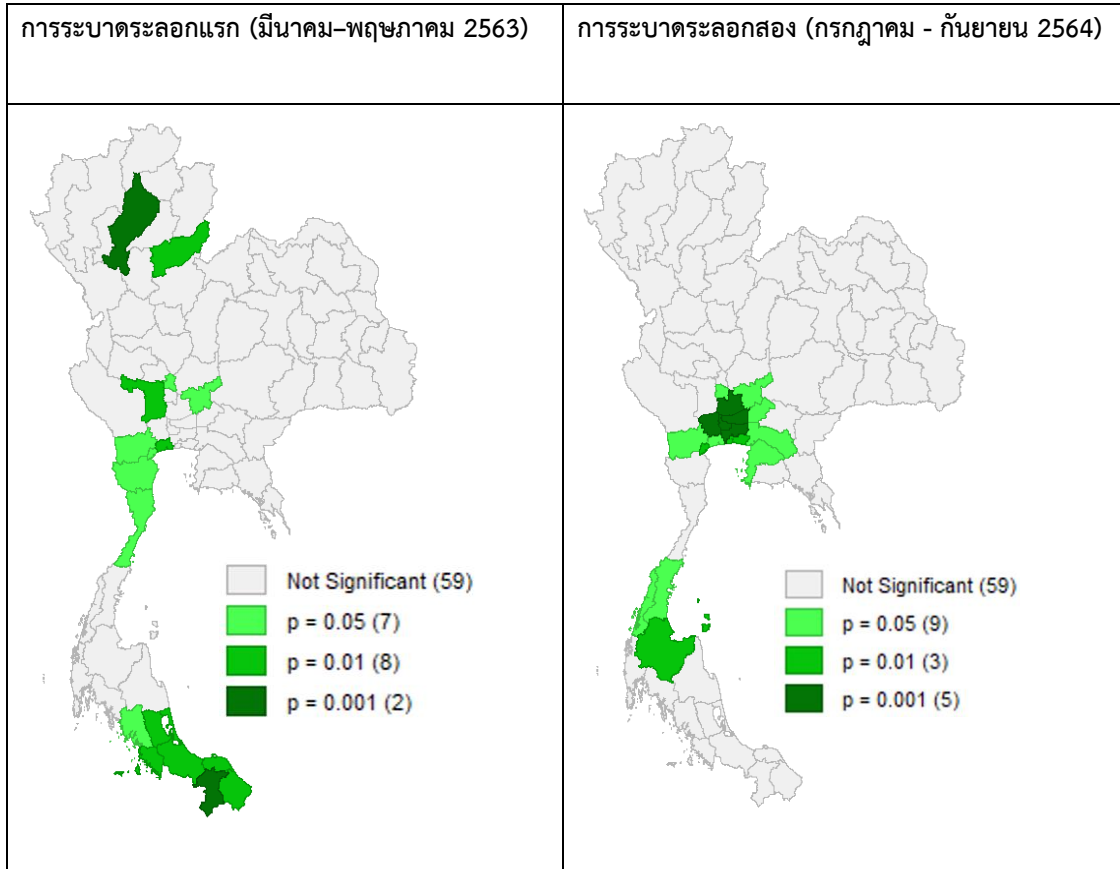 การระบาดระลอกแรก (มีนาคม–พฤษภาคม 2563)
การระบาดระลอกสอง (กรกฎาคม - กันยายน 2564)
Not Significant (59)
p = 0.05 (7)
p = 0.01 (8)
p = 0.001 (2)
Not Significant (59)
p = 0.05 (9)
p = 0.01 (3)
p = 0.001 (5)